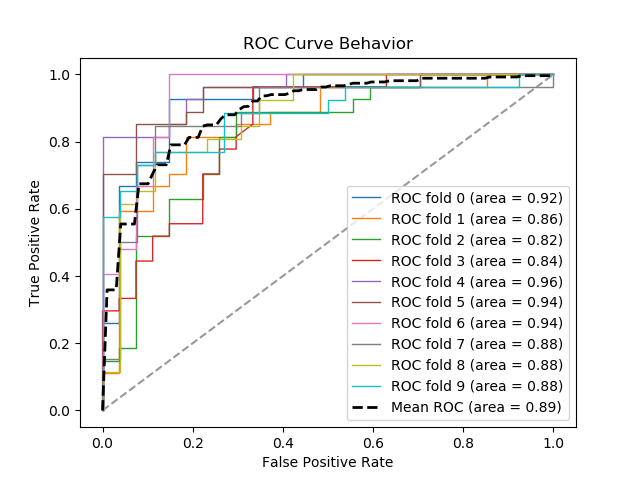 ROC Curve Behavior
True Positive Rate
1.0
0.8
0.6
0.4
0.2
0.0
ROC fold 0 (area = 0.92)
ROC fold 1 (area = 0.86)
ROC fold 2 (area = 0.82)
ROC fold 3 (area = 0.84)
ROC fold 4 (area = 0.96)
ROC fold 5 (area = 0.94)
ROC fold 6 (area = 0.94)
ROC fold 7 (area = 0.88)
ROC fold 8 (area = 0.88)
ROC fold 9 (area = 0.88)
Mean ROC (area = 0.89)
0.0 0.2 0.4 0.6 0.8 1.0
False Positive Rate